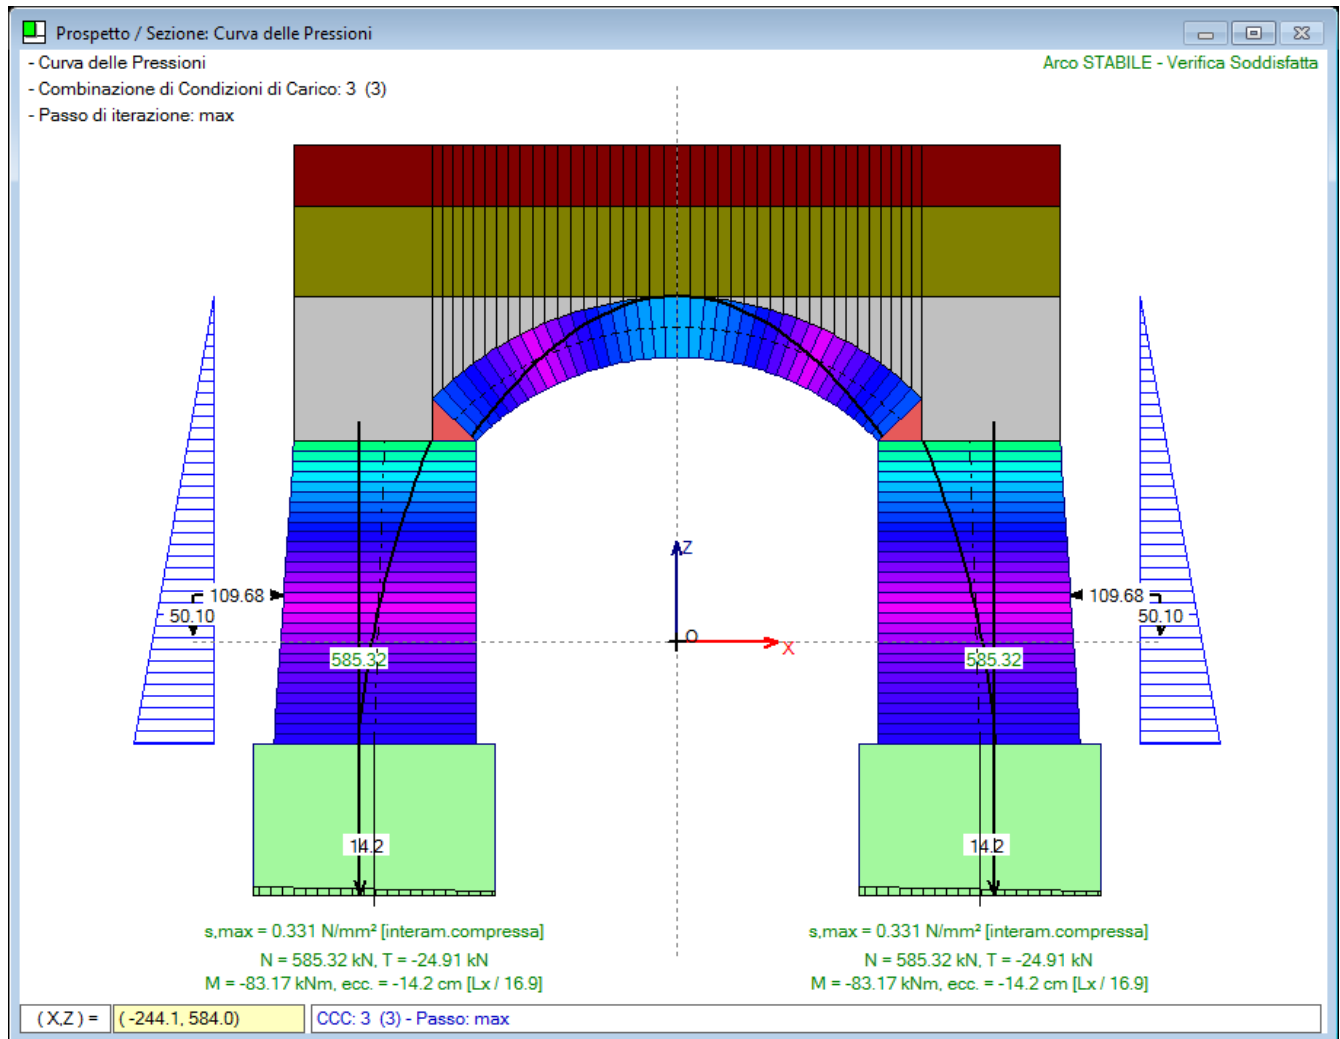 Prospetto / Sezione: Curva delle Pressioni
- Curva delle Pressioni
Arco STABILE - Verifica Soddisfatta
- Combinazione di Condizioni di Carico: 3 (3)
- Passo di iterazione: max
Z
109.68
109.68
50.10
50.10
O
X
585.32
585.32
14.2
14.2
s,max = 0.331 N/mm² [interam.compressa]
N = 585.32 kN, T = -24.91 kN
M = -83.17 kNm, ecc. = -14.2 cm [Lx / 16.9]
s,max = 0.331 N/mm² [interam.compressa]
N = 585.32 kN, T = -24.91 kN
M = -83.17 kNm, ecc. = -14.2 cm [Lx / 16.9]
( X,Z ) =
( -244.1, 584.0)
CCC: 3 (3) - Passo: max